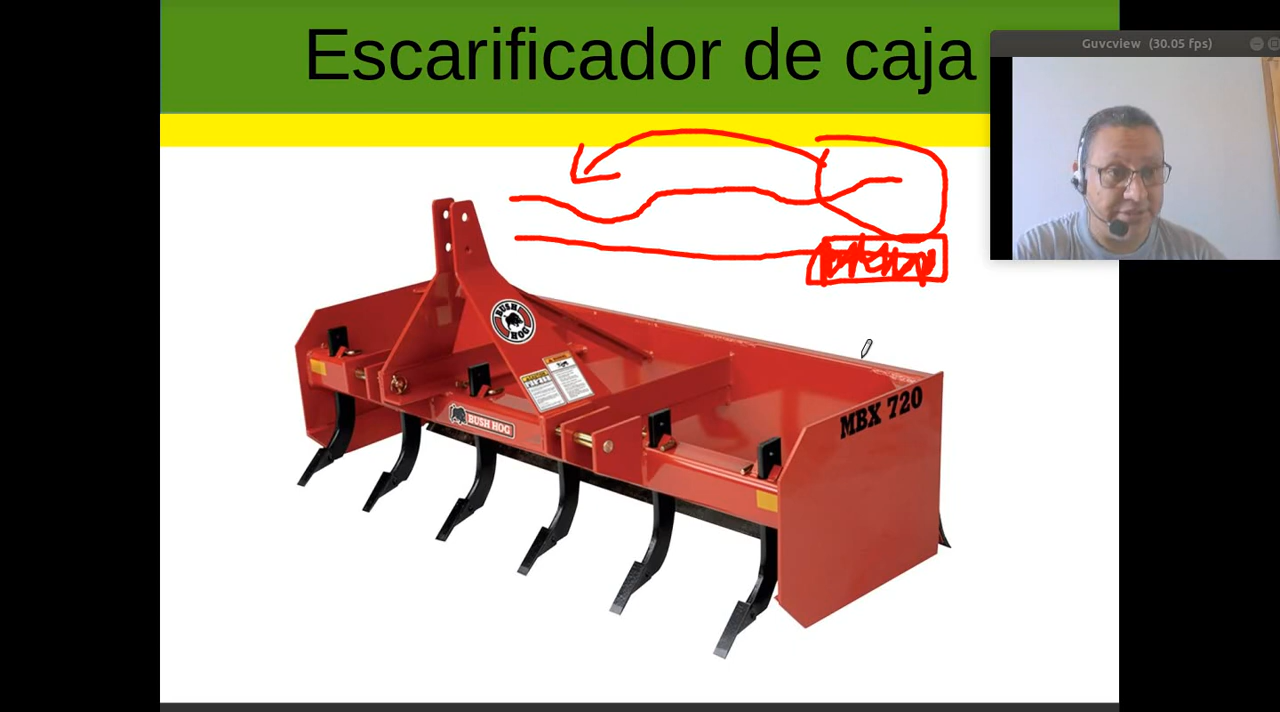 Escarificador de caja
Guvcview (30.05 fps)
BUSH
HOG
BUSH HOG
MBX 720